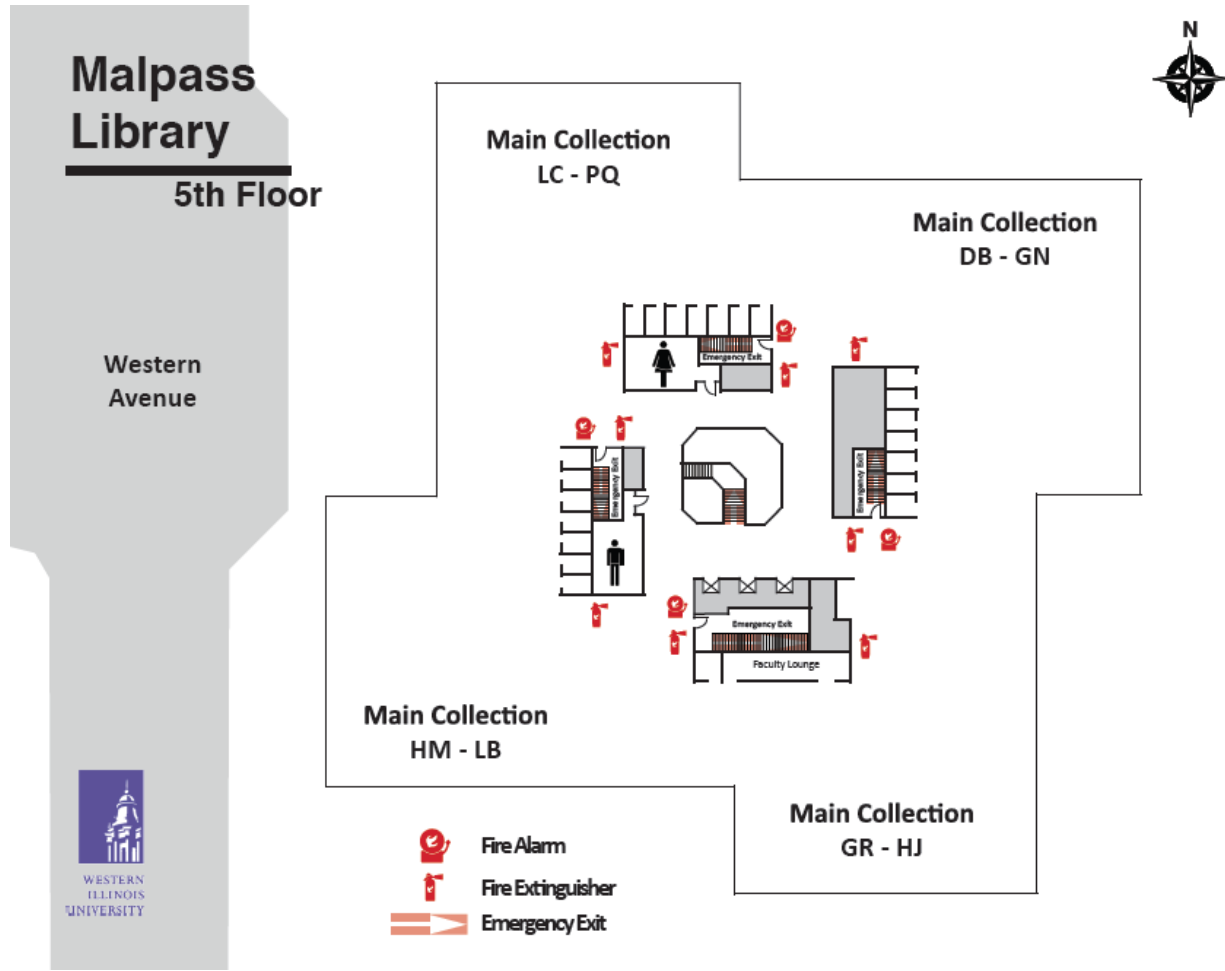 Malpass
Library
5th Floor
N
Main Collection
LC - PQ
Main Collection
DB - GN
Western
Avenue
Emergency Exit
Emergency Exit
Emergency Exit
Emergency Exit
Faculty Lounge
Main Collection
HM - LB
Main Collection
GR - HJ
Fire Alarm
Fire Extinguisher
Emergency Exit
WESTERN
ILLINOIS
UNIVERSITY